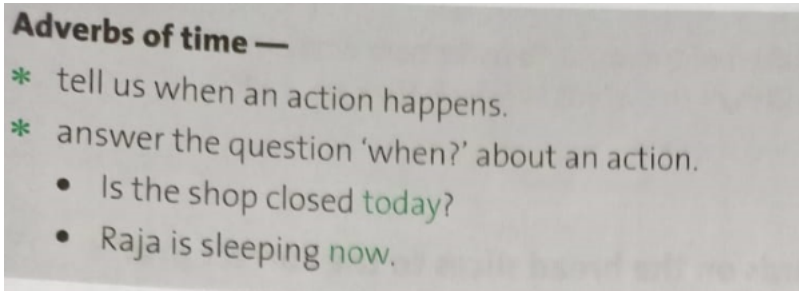 Adverbs of time —
* tell us when an action happens.
* answer the question ‘when?’ about an action.
• Is the shop closed today?
• Raja is sleeping now.